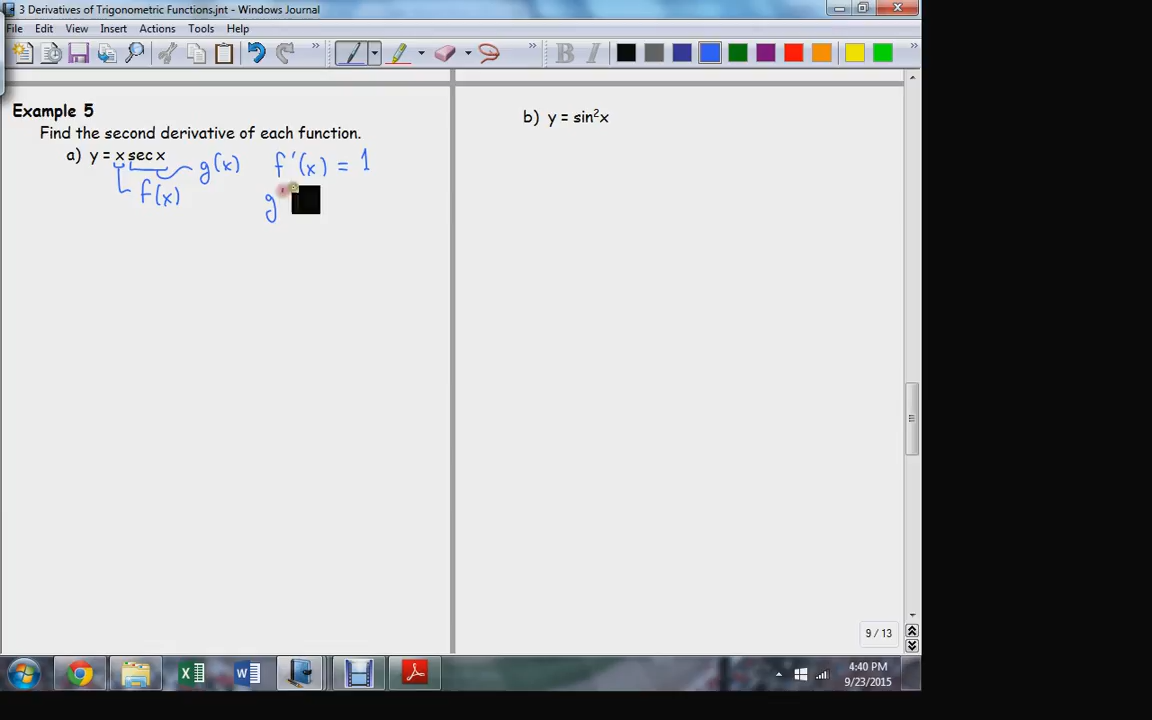 3 Derivatives of Trigonometric Functions.jnt - Windows Journal
File Edit View Insert Actions Tools Help
» » B I »
Example 5
Find the second derivative of each function.
a) y = x sec x
g(x)
f(x)
f'(x) = 1
g
b) y = sin²x
9 / 13
4:40 PM
9/23/2015